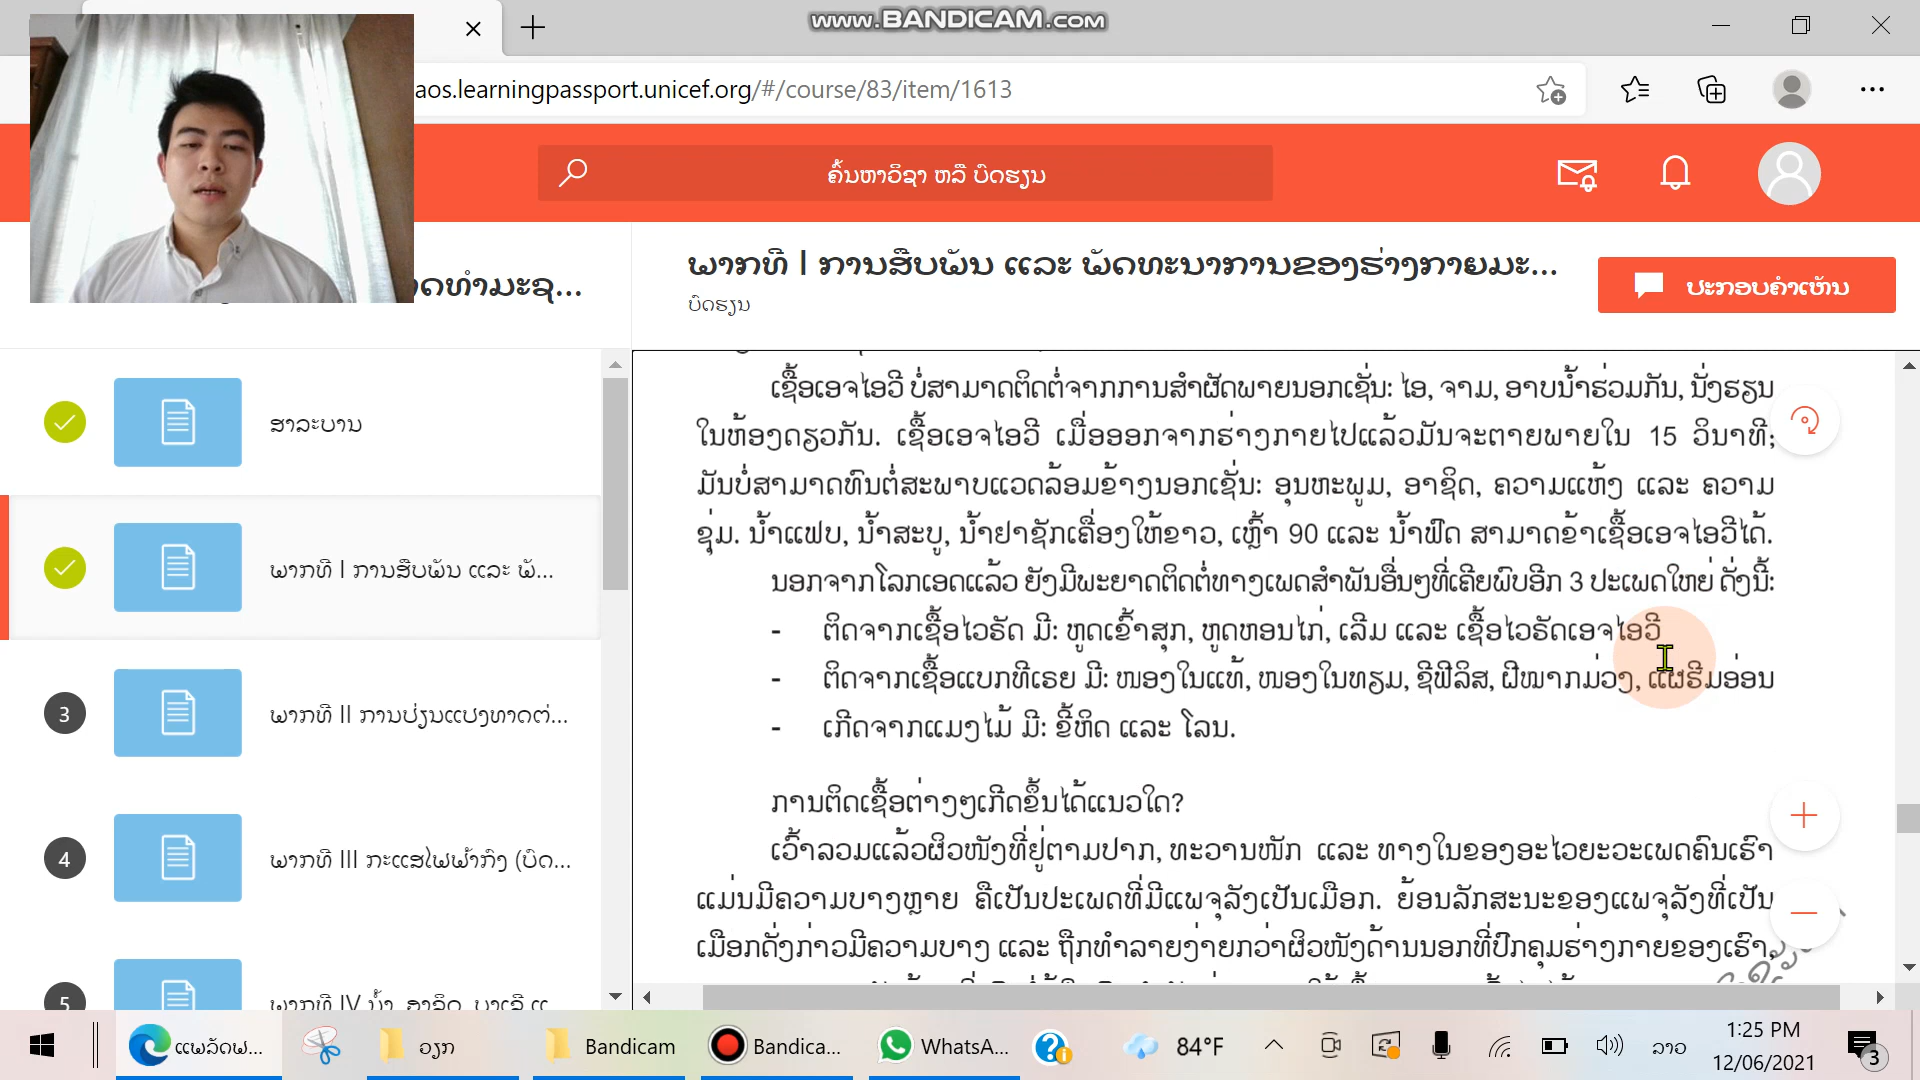 www.BANDICAM.com
aos.learningpassport.unicef.org/#/course/83/item/1613
ຄົ້ນຫາວິຊາ ຫລື ບົດຮຽນ
ພາກທີ I ການສືບພັນ ແລະ ພັດທະນາການຂອງຮ່າງກາຍມະ...
ບົດຮຽນ
ປະກອບຄໍາເຫັນ
ອດທໍາມະຊ...
ສາລະບານ
ພາກທີ I ການສືບພັນ ແລະ ພັ...
3
ພາກທີ II ການປ່ຽນແປງທາດຕ່...
4
ພາກທີ III ກະແສໄຟຟ້າກົງ (ບົດ...
5
ພາກທີ IV ນໍ້າ, ອາຊິດ, ບາເຊີ ແ
ເຊື້ອເອຈໄອວີ ບໍ່ສາມາດຕິດຕໍ່ຈາກການສໍາຜັດພາຍນອກເຊັ່ນ: ໄອ, ຈາມ, ອາບນໍ້າຮ່ວມກັນ, ນັ່ງຮຽນ
ໃນຫ້ອງດຽວກັນ. ເຊື້ອເອຈໄອວີ ເມື່ອອອກຈາກຮ່າງກາຍໄປແລ້ວມັນຈະຕາຍພາຍໃນ 15 ວິນາທີ;
ມັນບໍ່ສາມາດທົນຕໍ່ສະພາບແວດລ້ອມຂ້າງນອກເຊັ່ນ: ອຸນຫະພູມ, ອາຊິດ, ຄວາມແຫ້ງ ແລະ ຄວາມ
ຊຸ່ມ. ນໍ້າແຟບ, ນໍ້າສະບູ, ນໍ້າຢາຊັກເຄື່ອງໃຫ້ຂາວ, ເຫຼົ້າ 90 ແລະ ນໍ້າຟົດ ສາມາດຂ້າເຊື້ອເອຈໄອວີໄດ້.
ນອກຈາກໂລກເອດແລ້ວ ຍັງມີພະຍາດຕິດຕໍ່ທາງເພດສໍາພັນອື່ນໆທີ່ເຄີຍພົບອີກ 3 ປະເພດໃຫຍ່ ດັ່ງນີ້:
- ຕິດຈາກເຊື້ອໄວຣັດ ມີ: ຫູດເຂົ້າສຸກ, ຫູດຫອນໄກ່, ເລີມ ແລະ ເຊື້ອໄວຣັດເອຈໄອວີ
- ຕິດຈາກເຊື້ອແບກທີເຣຍ ມີ: ໜອງໃນແທ້, ໜອງໃນທຽມ, ຊີຟີລິສ, ຝີໝາກມ່ວງ, ແຜຣີມອ່ອນ
- ເກີດຈາກແມງໄມ້ ມີ: ຂີ້ຫິດ ແລະ ໂລນ.
ການຕິດເຊື້ອຕ່າງໆເກີດຂຶ້ນໄດ້ແນວໃດ?
ເວົ້າລວມແລ້ວຜິວໜັງທີ່ຢູ່ຕາມປາກ, ທະວານໜັກ ແລະ ທາງໃນຂອງອະໄວຍະວະເພດຄົນເຮົາ
ແມ່ນມີຄວາມບາງຫຼາຍ ຄືເປັນປະເພດທີ່ມີແພຈຸລັງເປັນເມືອກ. ຍ້ອນລັກສະນະຂອງແພຈຸລັງທີ່ເປັນ
ເມືອກດັ່ງກ່າວມີຄວາມບາງ ແລະ ຖືກທໍາລາຍງ່າຍກວ່າຜິວໜັງດ້ານນອກທີ່ປົກຄຸມຮ່າງກາຍຂອງເຮົາ,
ແພລັດຟ...
ວຽກ
Bandicam
Bandica...
WhatsA...
84°F
ລາວ
1:25 PM
12/06/2021
3